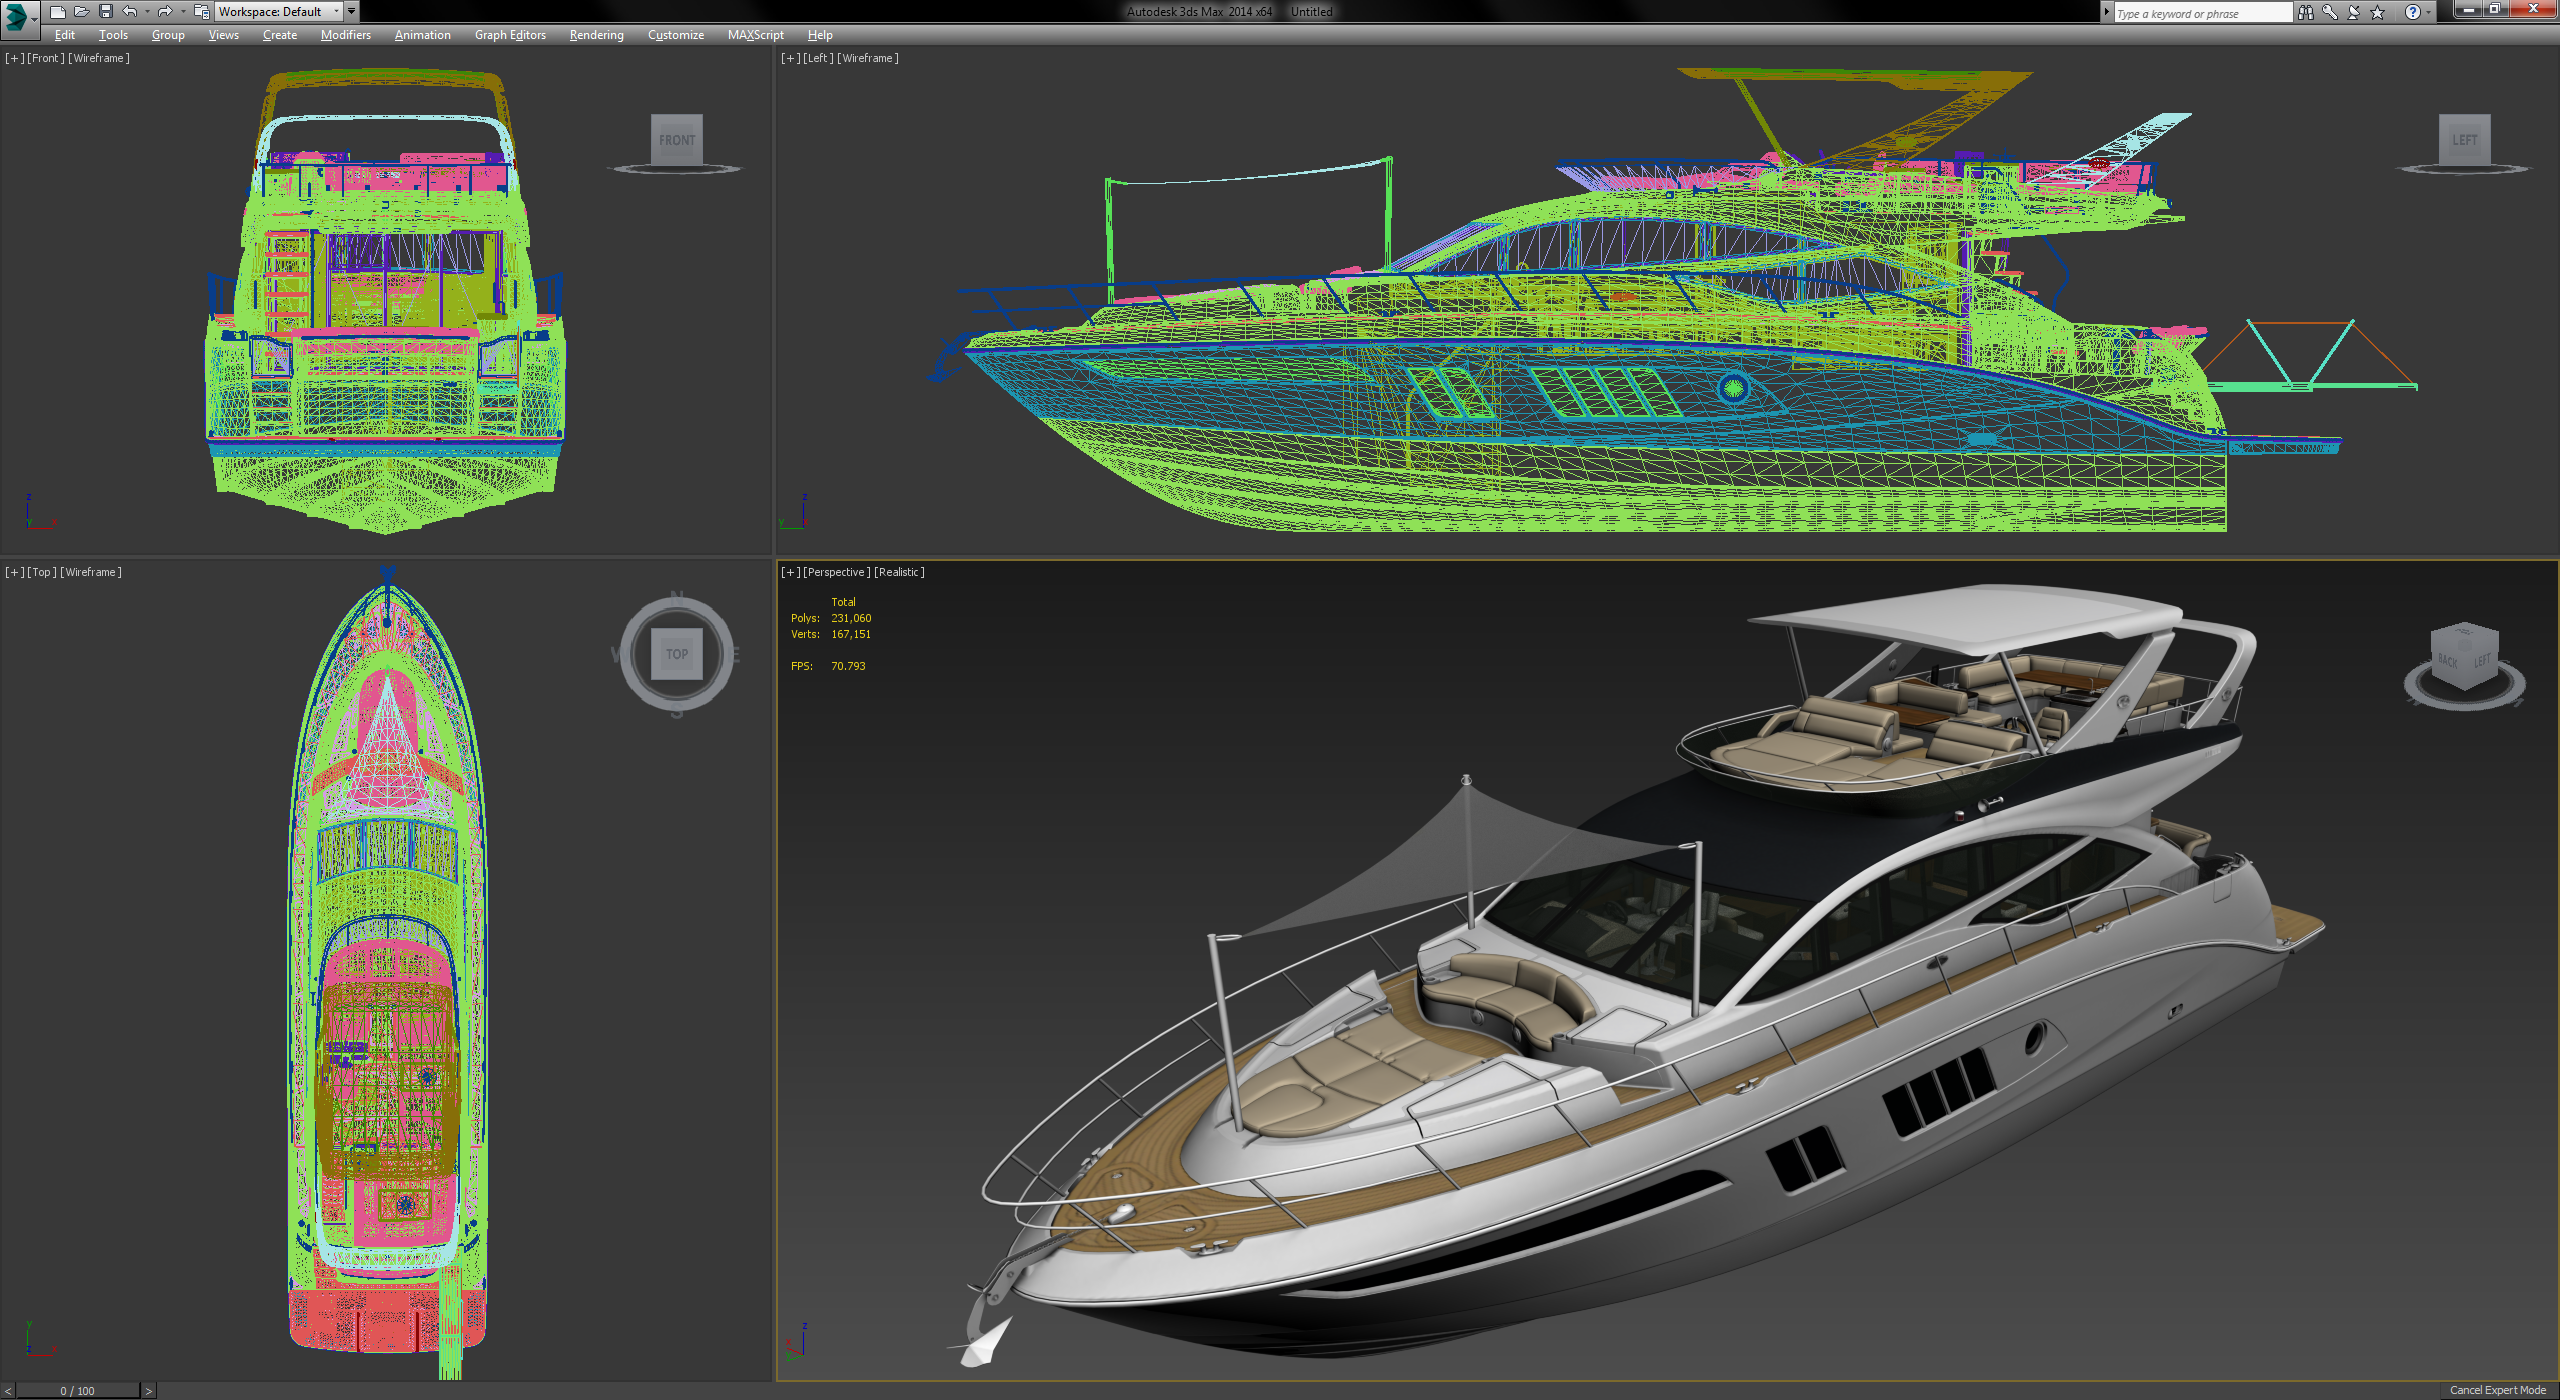 Workspace: Default
Autodesk 3ds Max 2014 x64 Untitled
Type a keyword or phrase
Edit Tools Group Views Create Modifiers Animation Graph Editors Rendering Customize MAXScript Help
[+] [Front] [Wireframe]
FRONT
z
y
[+] [Left] [Wireframe]
LEFT
z
y
[+] [Top] [Wireframe]
N
W
TOP
E
S
y
z
[+] [Perspective] [Realistic]
Total
Polys: 231,060
Verts: 167,151
FPS: 70.793
BACK
LEFT
z
x
y
< 0 / 100 >
Cancel Expert Mode